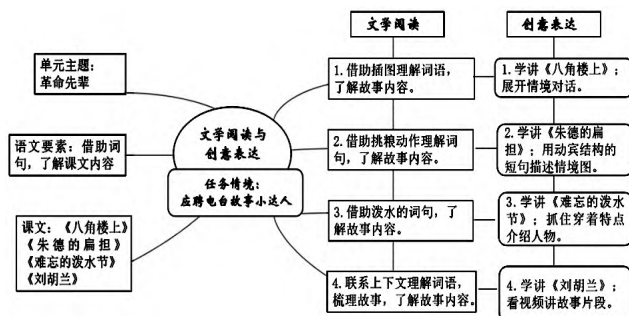 文学阅读
创意表达
单元主题：
革命先辈
语文要素：借助词
句，了解课文内容
课文：《八角楼上》
《朱德的扁担》
《难忘的泼水节》
《刘胡兰》
文学阅读与
创意表达
任务情境：
应聘电台故事小达人
1.借助插图理解词语，
了解故事内容。
2.借助挑粮动作理解词
句，了解故事内容。
3.借助泼水的词句，了
解故事内容。
4.联系上下文理解词语，
梳理故事，了解故事内容。
1.学讲《八角楼上》；
展开情境对话。
2.学讲《朱德的扁
担》；用动宾结构的
短句描述情境图。
3.学讲《难忘的泼水
节》；抓住穿着特点
介绍人物。
4.学讲《刘胡兰》；
看视频讲故事片段。